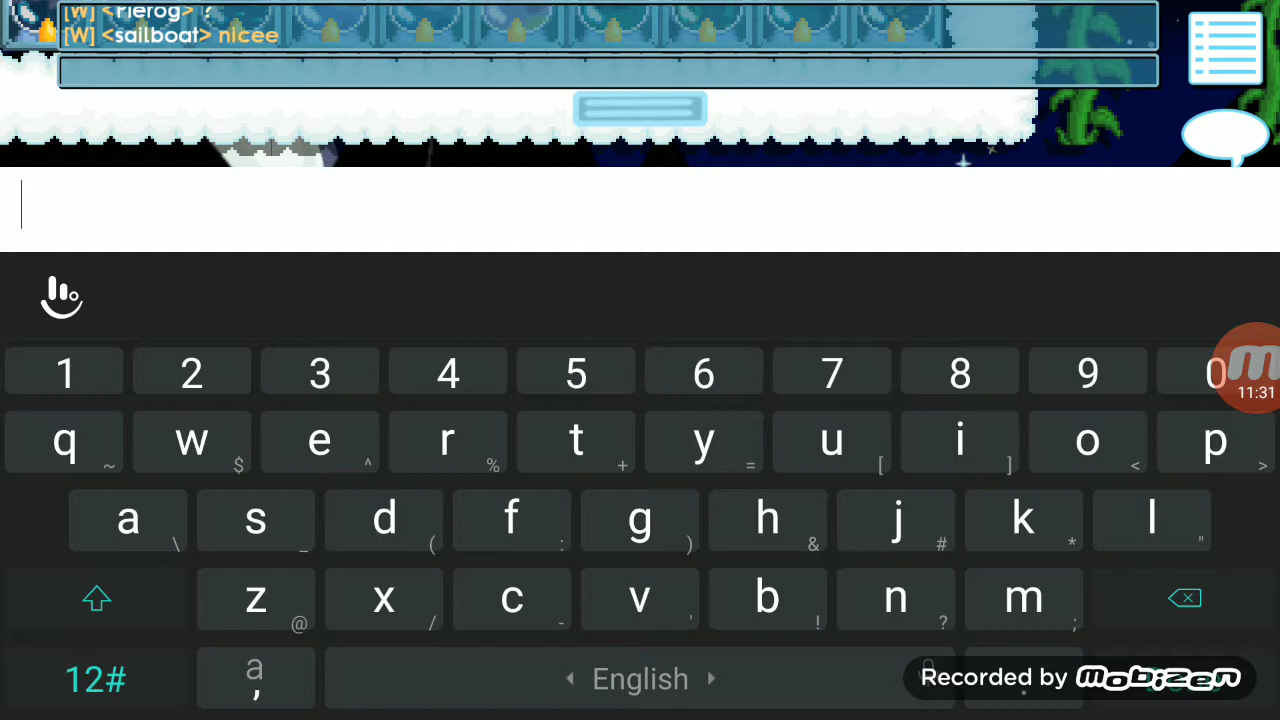 [W] <Pierog> ?
[W] <sailboat> nicee
1 2 3 4 5 6 7 8 9 0
11:31
q w e r t y u i o p
~ $ ^ % + = [ ] < >
a s d f g h j k l
\ _ ( : ) & # * "
z x c v b n m
@ / - ' ! ? ;
12# a , English .
Recorded by mobizen